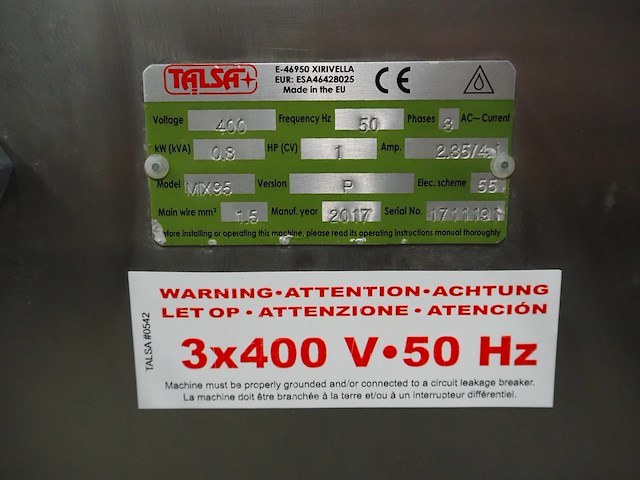 TALSA
E-46950 XIRIVELLA
EUR: ESA46428025
Made in the EU
CE
Voltage 400 Frequency Hz 50 Phases 3 AC~ Current
kW (kVA) 0.8 HP (CV) 1 Amp. 2.35/4.1
Model MIX95 Version P Elec. scheme 55
Main wire mm² 1.5 Manuf. year 2017 Serial No. 1711191
Before installing or operating this machine, please read its operating instructions manual thoroughly
WARNING•ATTENTION•ACHTUNG
LET OP • ATTENZIONE • ATENCIÓN
3x400 V•50 Hz
Machine must be properly grounded and/or connected to a circuit leakage breaker.
La machine doit être branchée à la terre et/ou à un interrupteur différentiel.
TALSA #0542